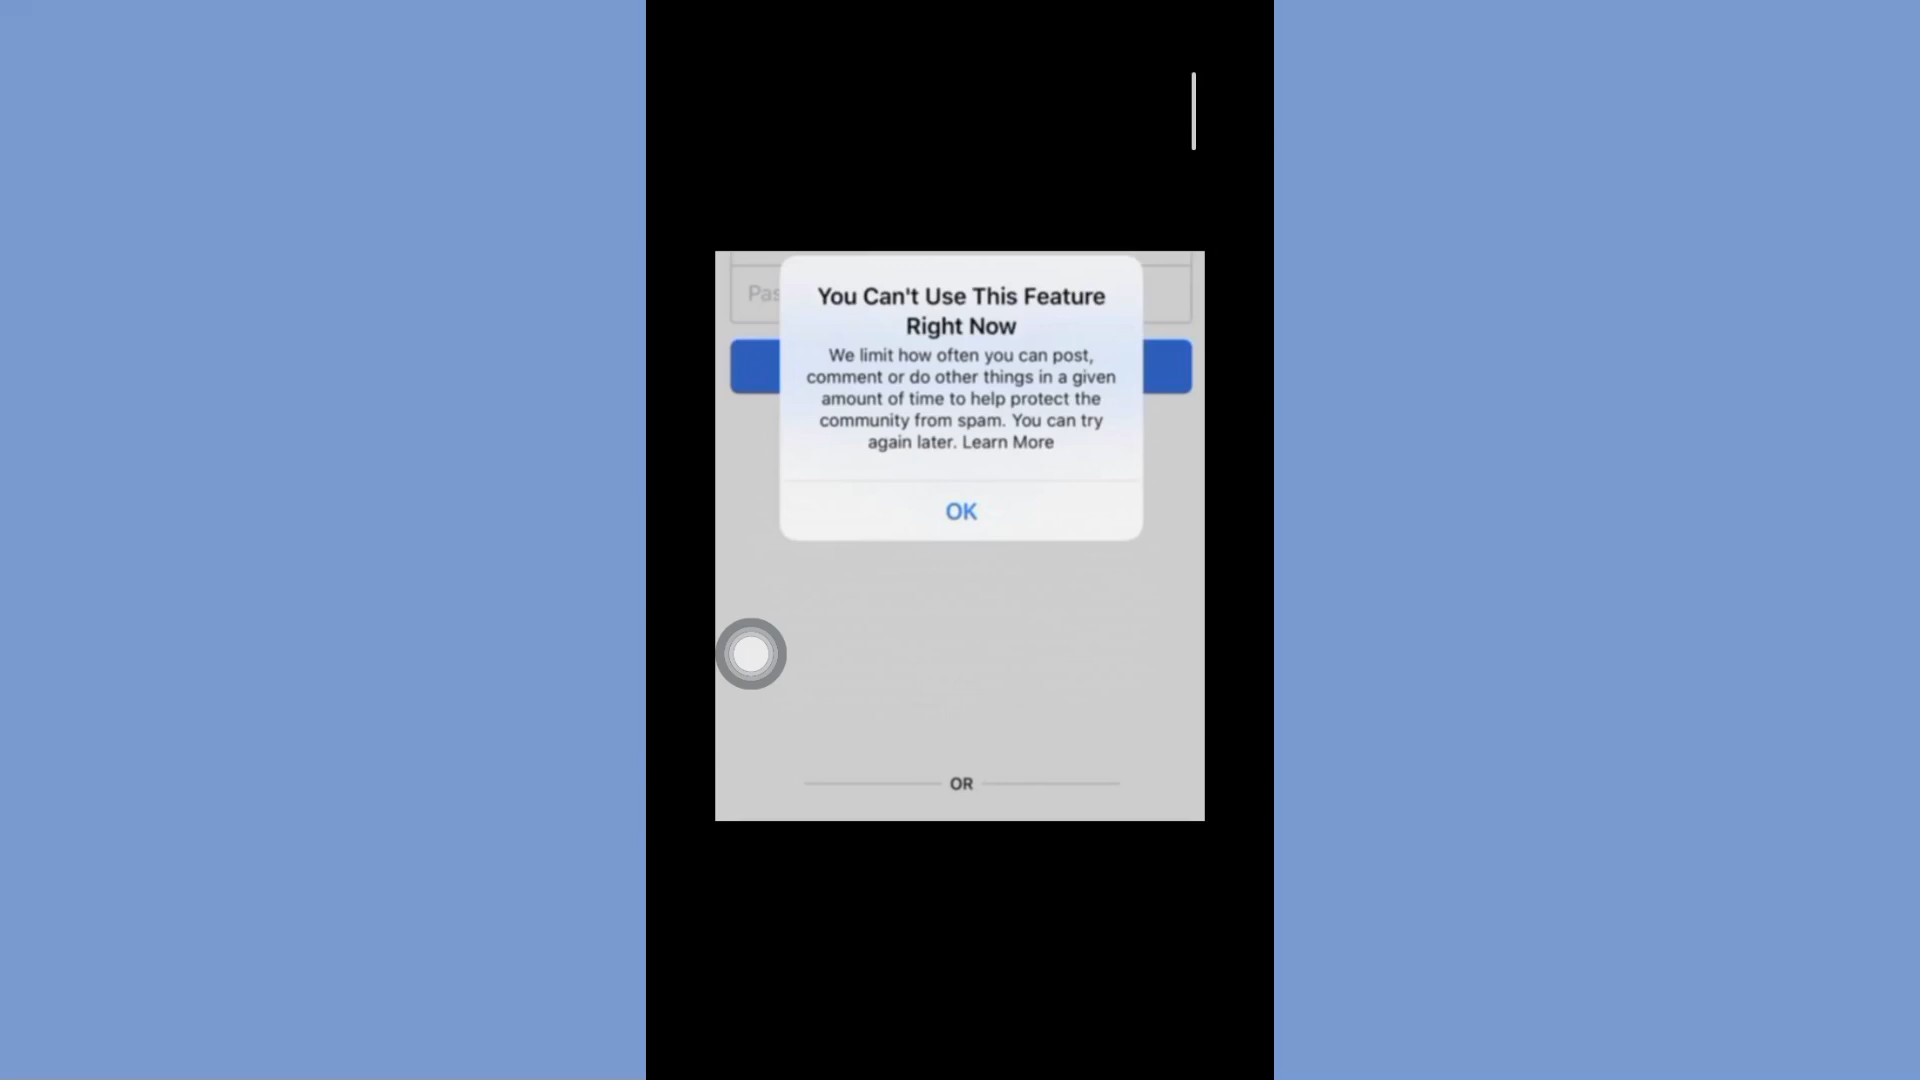 Pas
You Can't Use This Feature
Right Now
We limit how often you can post,
comment or do other things in a given
amount of time to help protect the
community from spam. You can try
again later. Learn More
OK
OR